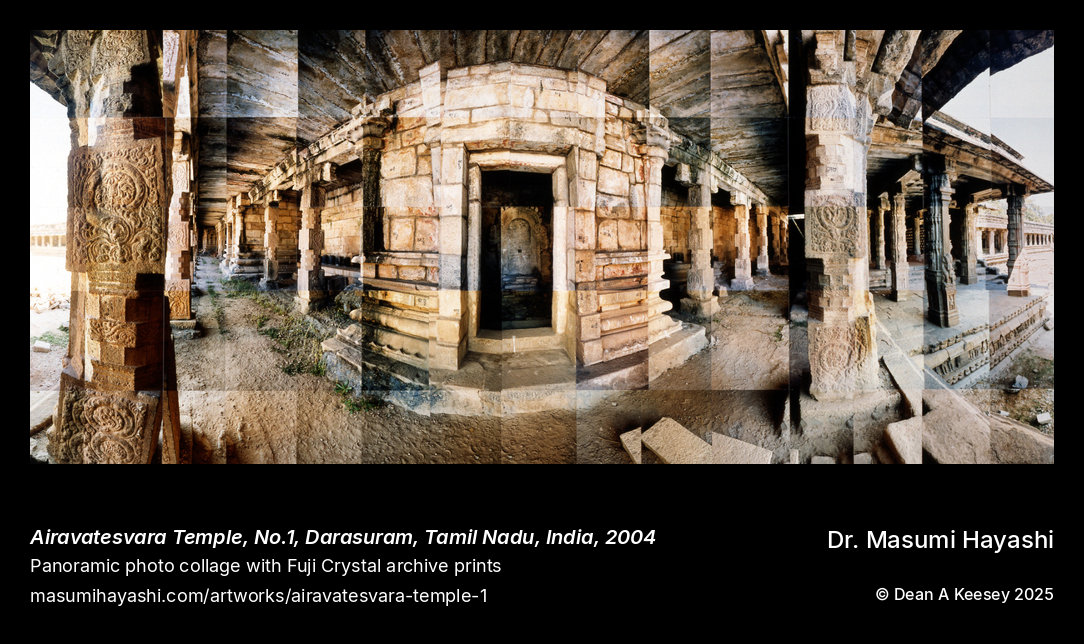 Airavatesvara Temple, No.1, Darasuram, Tamil Nadu, India, 2004
Panoramic photo collage with Fuji Crystal archive prints
masumihayashi.com/artworks/airavatesvara-temple-1
Dr. Masumi Hayashi
© Dean A Keesey 2025